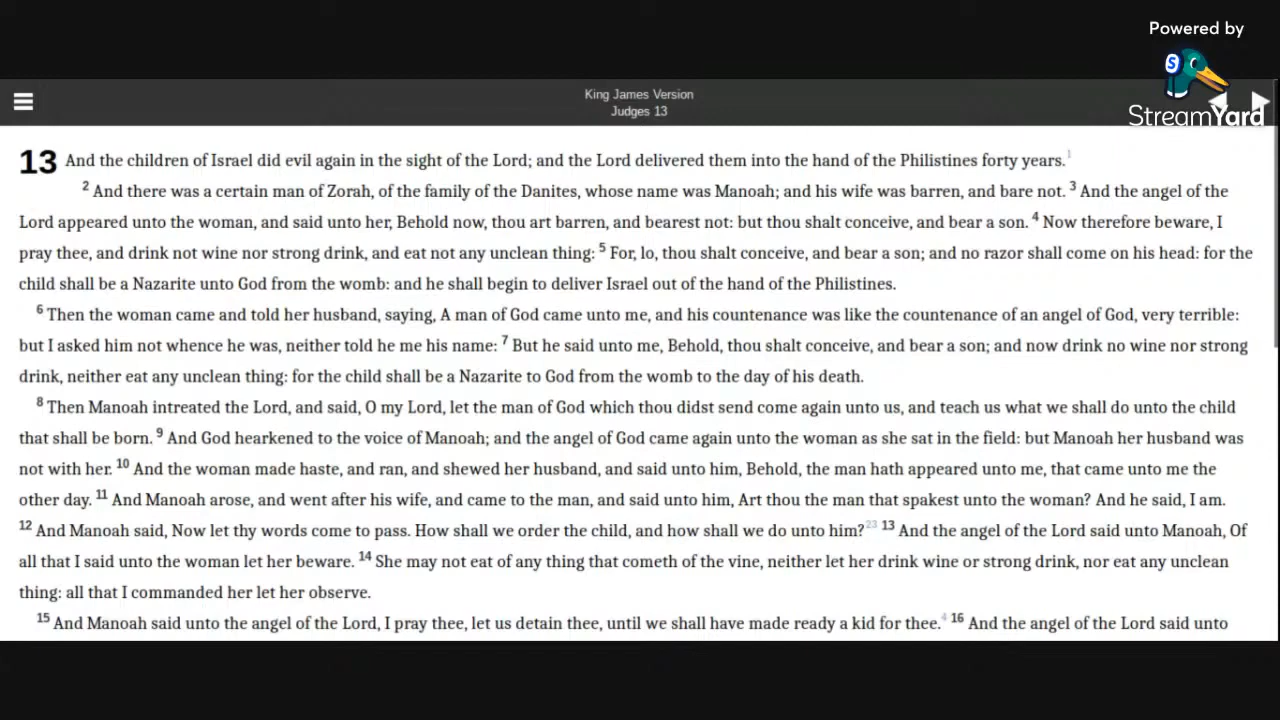 Powered by
StreamYard
King James Version
Judges 13
13 And the children of Israel did evil again in the sight of the Lord; and the Lord delivered them into the hand of the Philistines forty years.1
2 And there was a certain man of Zorah, of the family of the Danites, whose name was Manoah; and his wife was barren, and bare not. 3 And the angel of the
Lord appeared unto the woman, and said unto her, Behold now, thou art barren, and bearest not: but thou shalt conceive, and bear a son. 4 Now therefore beware, I
pray thee, and drink not wine nor strong drink, and eat not any unclean thing: 5 For, lo, thou shalt conceive, and bear a son; and no razor shall come on his head: for the
child shall be a Nazarite unto God from the womb: and he shall begin to deliver Israel out of the hand of the Philistines.
6 Then the woman came and told her husband, saying, A man of God came unto me, and his countenance was like the countenance of an angel of God, very terrible:
but I asked him not whence he was, neither told he me his name: 7 But he said unto me, Behold, thou shalt conceive, and bear a son; and now drink no wine nor strong
drink, neither eat any unclean thing: for the child shall be a Nazarite to God from the womb to the day of his death.
8 Then Manoah intreated the Lord, and said, O my Lord, let the man of God which thou didst send come again unto us, and teach us what we shall do unto the child
that shall be born. 9 And God hearkened to the voice of Manoah; and the angel of God came again unto the woman as she sat in the field: but Manoah her husband was
not with her. 10 And the woman made haste, and ran, and shewed her husband, and said unto him, Behold, the man hath appeared unto me, that came unto me the
other day. 11 And Manoah arose, and went after his wife, and came to the man, and said unto him, Art thou the man that spakest unto the woman? And he said, I am.
12 And Manoah said, Now let thy words come to pass. How shall we order the child, and how shall we do unto him?23 13 And the angel of the Lord said unto Manoah, Of
all that I said unto the woman let her beware. 14 She may not eat of any thing that cometh of the vine, neither let her drink wine or strong drink, nor eat any unclean
thing: all that I commanded her let her observe.
15 And Manoah said unto the angel of the Lord, I pray thee, let us detain thee, until we shall have made ready a kid for thee.4 16 And the angel of the Lord said unto